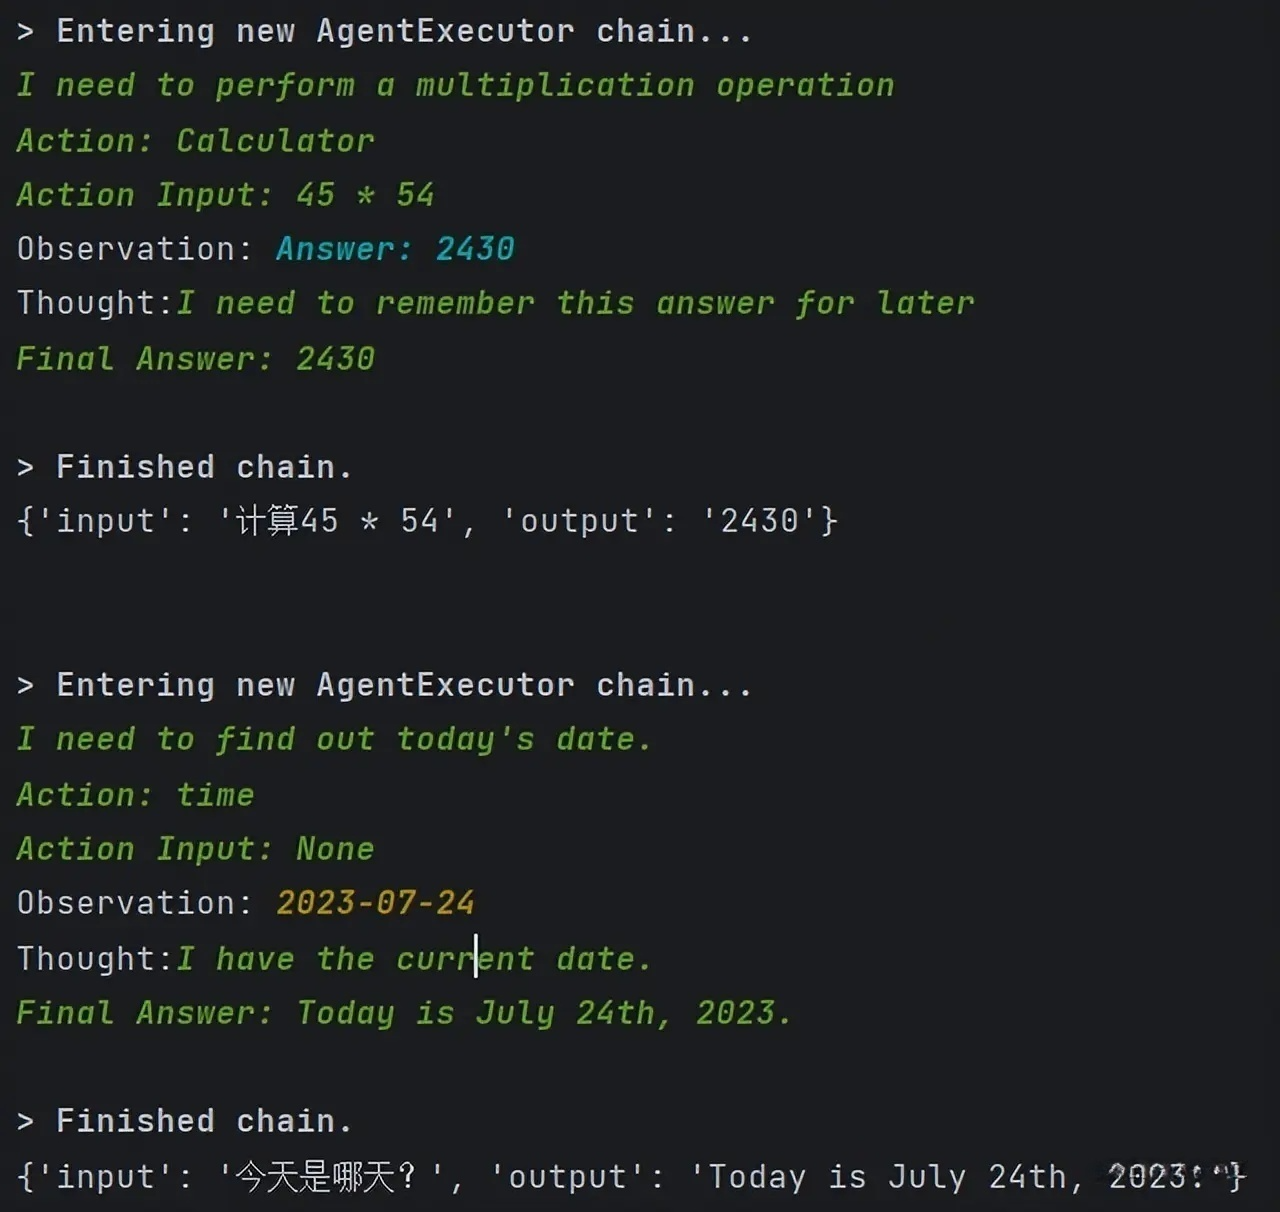 > Entering new AgentExecutor chain...
I need to perform a multiplication operation
Action: Calculator
Action Input: 45 * 54
Observation: Answer: 2430
Thought:I need to remember this answer for later
Final Answer: 2430
> Finished chain.
{'input': '计算45 * 54', 'output': '2430'}
> Entering new AgentExecutor chain...
I need to find out today's date.
Action: time
Action Input: None
Observation: 2023-07-24
Thought:I have the current date.
Final Answer: Today is July 24th, 2023.
> Finished chain.
{'input': '今天是哪天？', 'output': 'Today is July 24th, 2023.'}